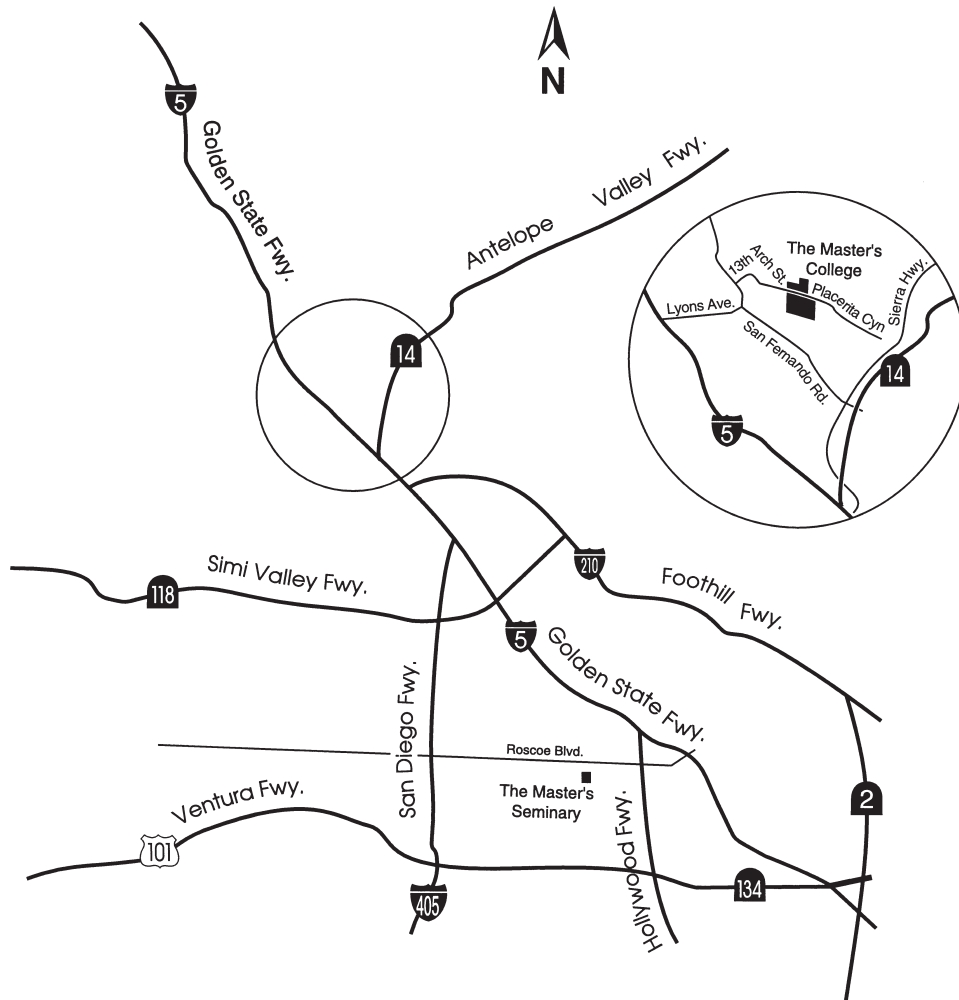 N
5
Golden State Fwy.
Antelope Valley Fwy.
14
The Master's
College
13th
Arch St.
Placerita Cyn
Sierra Hwy.
Lyons Ave.
San Fernando Rd.
14
5
210
Foothill Fwy.
Simi Valley Fwy.
118
5
Golden State Fwy.
San Diego Fwy.
Roscoe Blvd.
The Master's
Seminary
Ventura Fwy.
101
Hollywood Fwy.
2
134
405